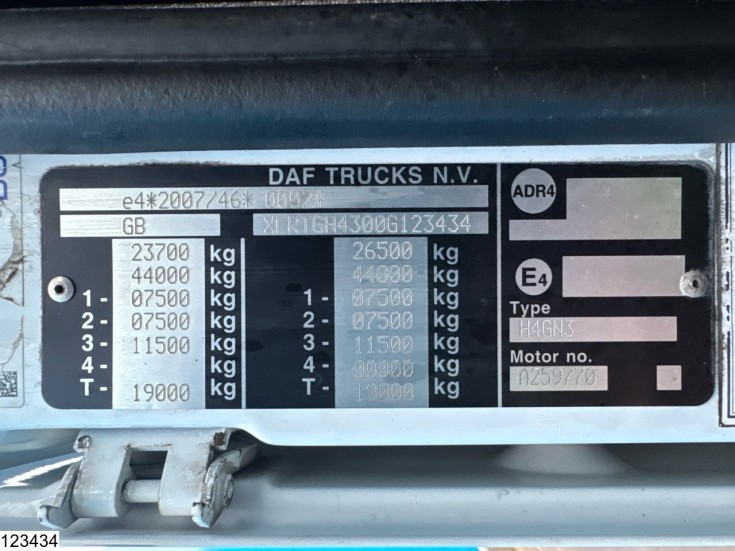 DAF TRUCKS N.V.
e4*2007/46*
GB
XLRTGH4300G123434
23700 kg 26500 kg
44000 kg 44000 kg
1 - 07500 kg 1 - 07500 kg
2 - 07500 kg 2 - 07500 kg
3 - 11500 kg 3 - 11500 kg
4 - kg 4 - 00000 kg
T - 19000 kg T - 19000 kg
ADR4
E4
Type
H4GN3
Motor no.
A259770
123434